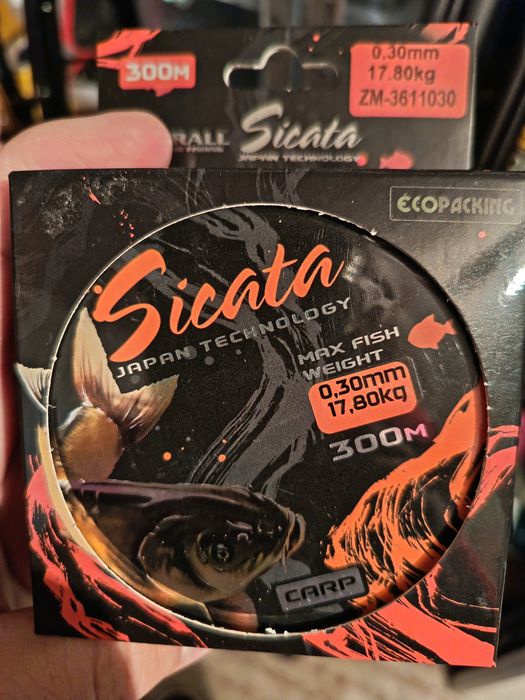 300M
0.30mm
17.80kg
ZM-3611030
Sicata
JAPAN TECHNOLOGY
ECOPACKING
Sicata
JAPAN TECHNOLOGY
MAX FISH
WEIGHT
0,30mm
17,80kg
300M
CARP